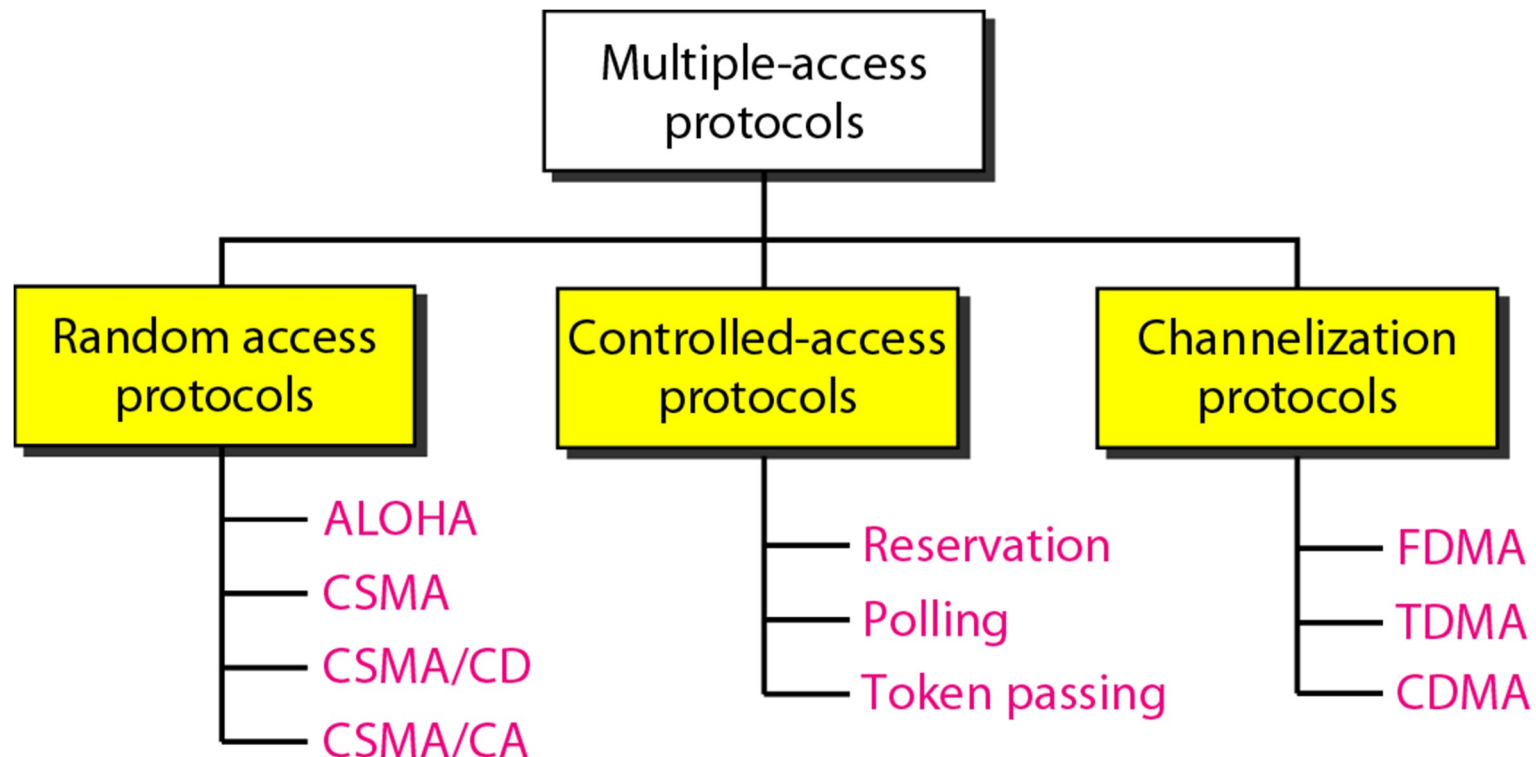 Multiple-access
protocols
Random access
protocols
Controlled-access
protocols
Channelization
protocols
ALOHA
CSMA
CSMA/CD
CSMA/CA
Reservation
Polling
Token passing
FDMA
TDMA
CDMA